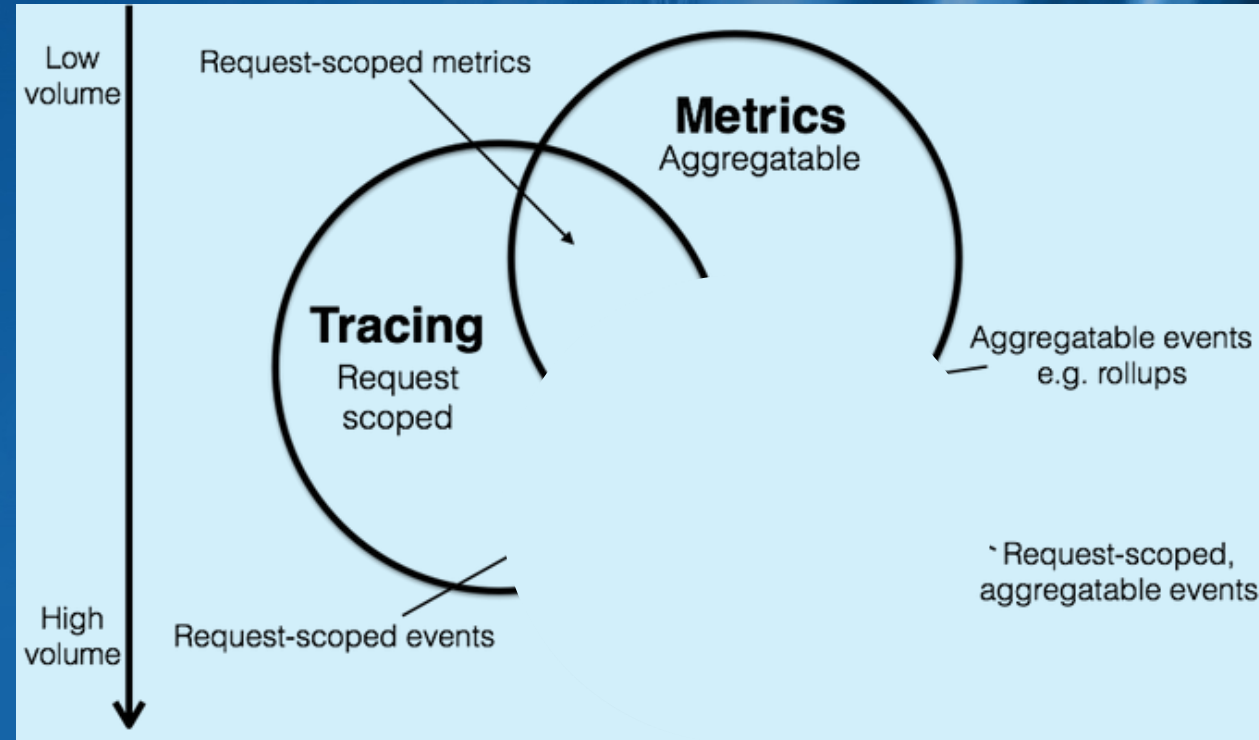 Low
volume
Request-scoped metrics
Metrics
Aggregatable
Tracing
Request
scoped
Aggregatable events
e.g. rollups
Request-scoped,
aggregatable events
High
volume
Request-scoped events